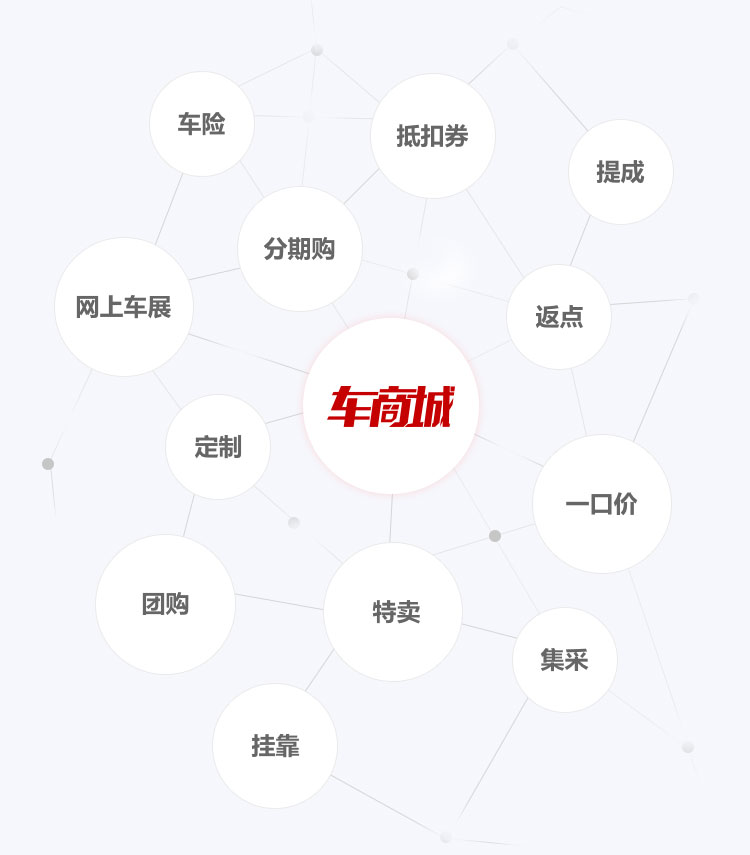 车险
抵扣券
提成
分期购
网上车展
返点
车商城
定制
一口价
团购
特卖
集采
挂靠